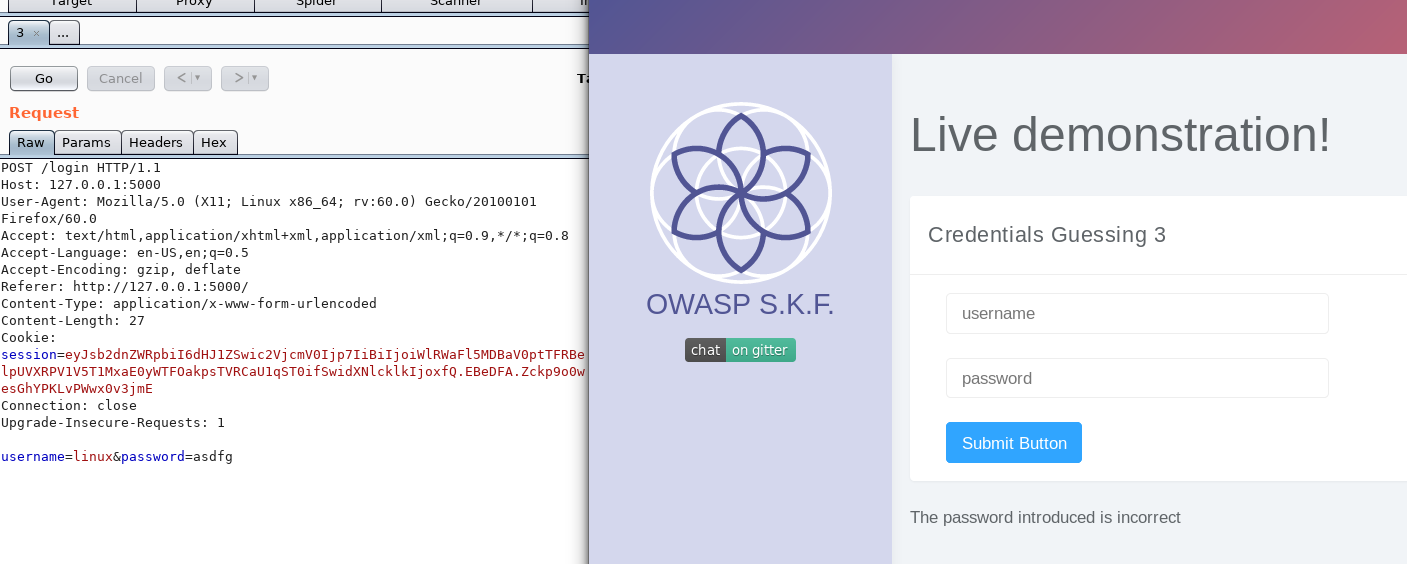 Target Proxy Spider Scanner
3 × ...
Go Cancel < >
Request
Raw Params Headers Hex
POST /login HTTP/1.1
Host: 127.0.0.1:5000
User-Agent: Mozilla/5.0 (X11; Linux x86_64; rv:60.0) Gecko/20100101
Firefox/60.0
Accept: text/html,application/xhtml+xml,application/xml;q=0.9,*/*;q=0.8
Accept-Language: en-US,en;q=0.5
Accept-Encoding: gzip, deflate
Referer: http://127.0.0.1:5000/
Content-Type: application/x-www-form-urlencoded
Content-Length: 27
Cookie:
session=eyJsb2dnZWRpbiI6dHJ1ZSwic2VjcmV0Ijp7IiBiIjoiWlRWaFl5MDBaV0ptTFRBe
lpUVXRPV1V5T1MxaE0yWTFOakpsTVRCaU1qST0ifSwidXNlcklkIjoxfQ.EBeDFA.Zckp9o0w
esGhYPKLvPWwx0v3jmE
Connection: close
Upgrade-Insecure-Requests: 1
username=linux&password=asdfg
OWASP S.K.F.
chat on gitter
Live demonstration!
Credentials Guessing 3
username
password
Submit Button
The password introduced is incorrect